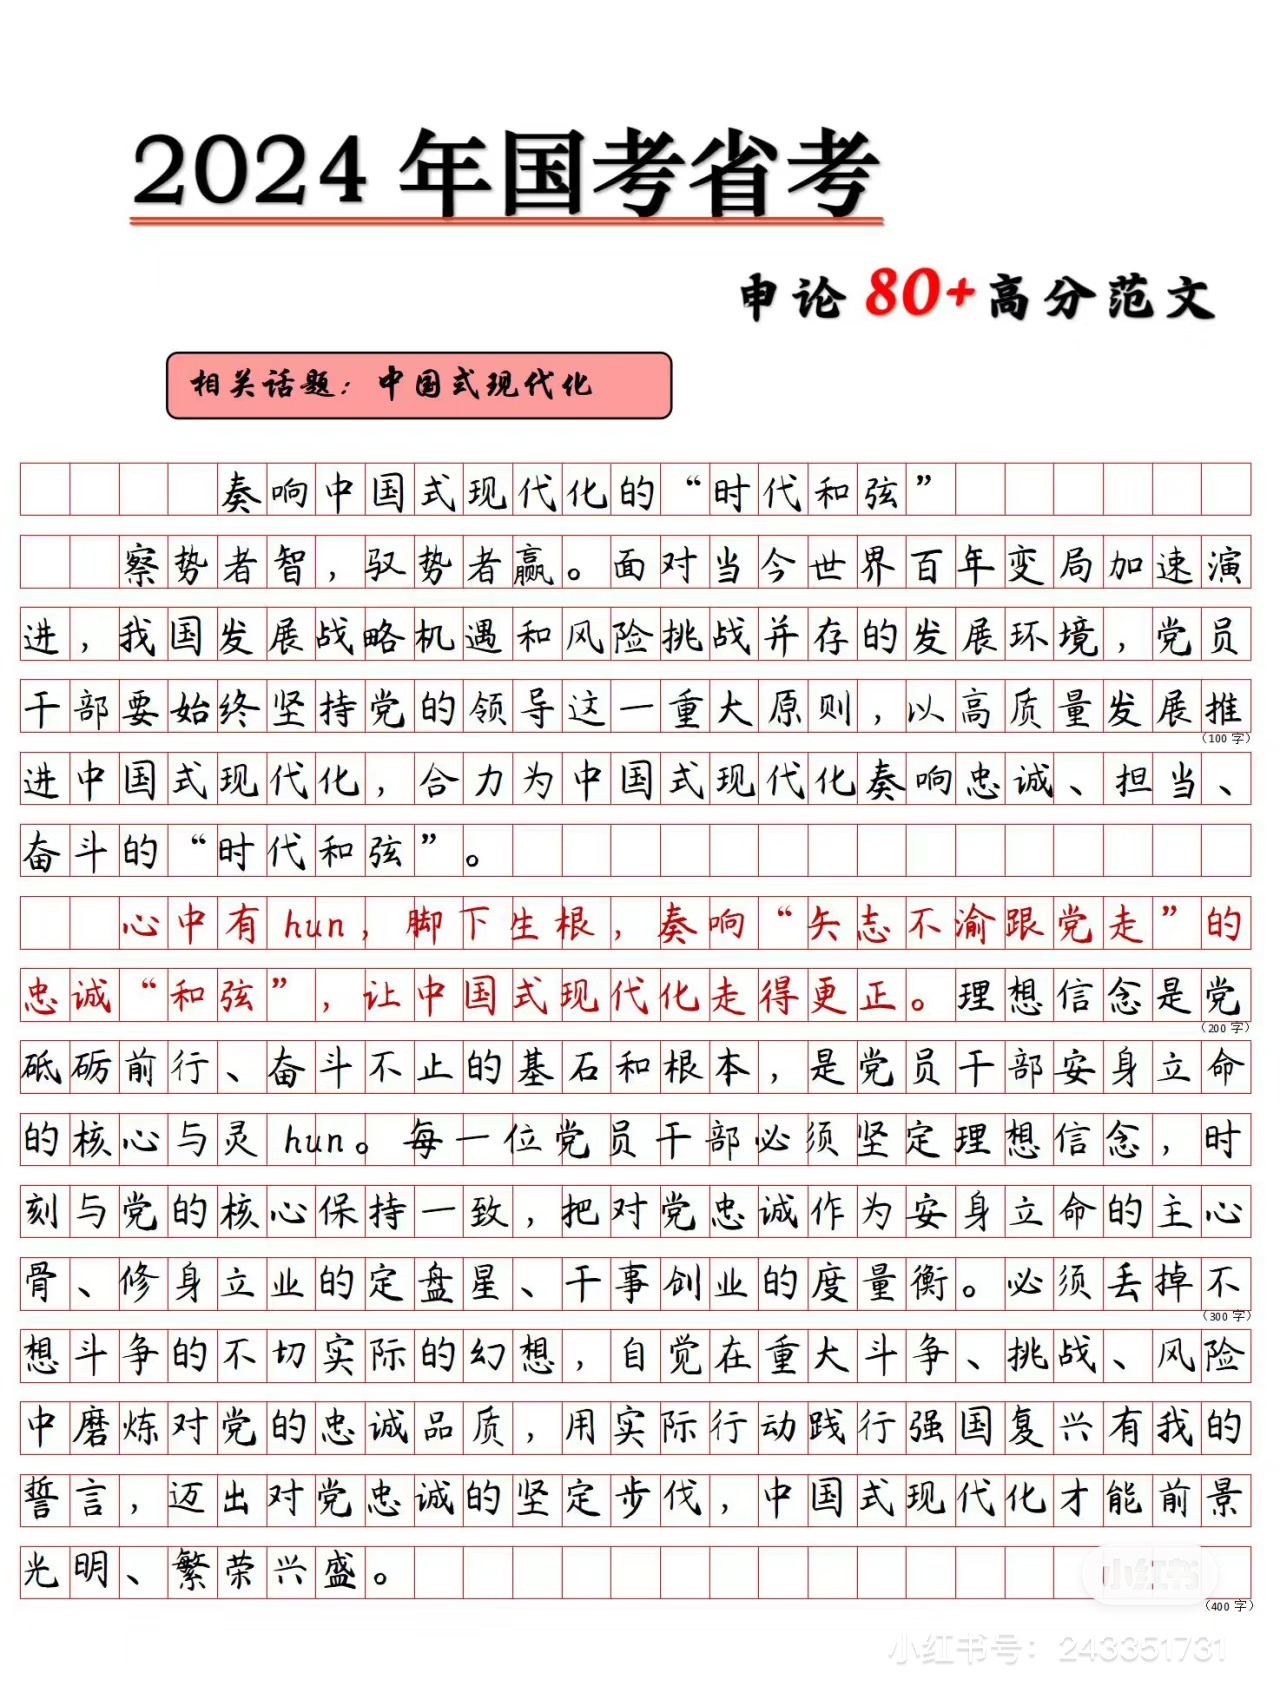 2024年国考省考
申论80+高分范文
相关话题：中国式现代化
奏响中国式现代化的“时代和弦”
察势者智，驭势者赢。面对当今世界百年变局加速演
进，我国发展战略机遇和风险挑战并存的发展环境，党员
干部要始终坚持党的领导这一重大原则，以高质量发展推
（100字）
进中国式现代化，合力为中国式现代化奏响忠诚、担当、
奋斗的“时代和弦”。
心中有hun，脚下生根，奏响“矢志不渝跟党走”的
忠诚“和弦”，让中国式现代化走得更正。理想信念是党
（200字）
砥砺前行、奋斗不止的基石和根本，是党员干部安身立命
的核心与灵hun。每一位党员干部必须坚定理想信念，时
刻与党的核心保持一致，把对党忠诚作为安身立命的主心
骨、修身立业的定盘星、干事创业的度量衡。必须丢掉不
（300字）
想斗争的不切实际的幻想，自觉在重大斗争、挑战、风险
中磨炼对党的忠诚品质，用实际行动践行强国复兴有我的
誓言，迈出对党忠诚的坚定步伐，中国式现代化才能前景
光明、繁荣兴盛。
小红书
（400字）
小红书号：243351731